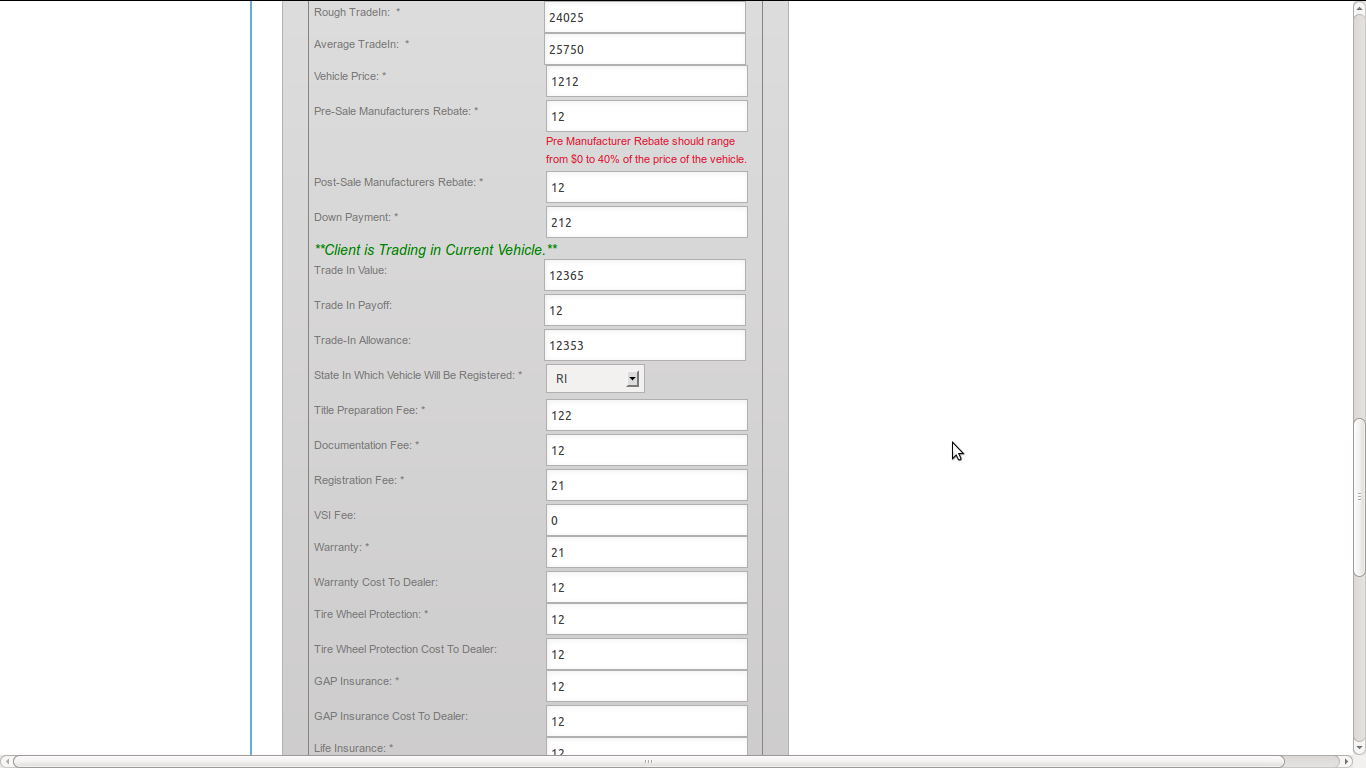 Rough TradeIn: * 24025
Average TradeIn: * 25750
Vehicle Price: * 1212
Pre-Sale Manufacturers Rebate: * 12
Pre Manufacturer Rebate should range
from $0 to 40% of the price of the vehicle.
Post-Sale Manufacturers Rebate: * 12
Down Payment: * 212
**Client is Trading in Current Vehicle.**
Trade In Value: 12365
Trade In Payoff: 12
Trade-In Allowance: 12353
State In Which Vehicle Will Be Registered: * RI
Title Preparation Fee: * 122
Documentation Fee: * 12
Registration Fee: * 21
VSI Fee: 0
Warranty: * 21
Warranty Cost To Dealer: 12
Tire Wheel Protection: * 12
Tire Wheel Protection Cost To Dealer: 12
GAP Insurance: * 12
GAP Insurance Cost To Dealer: 12
Life Insurance: * 12